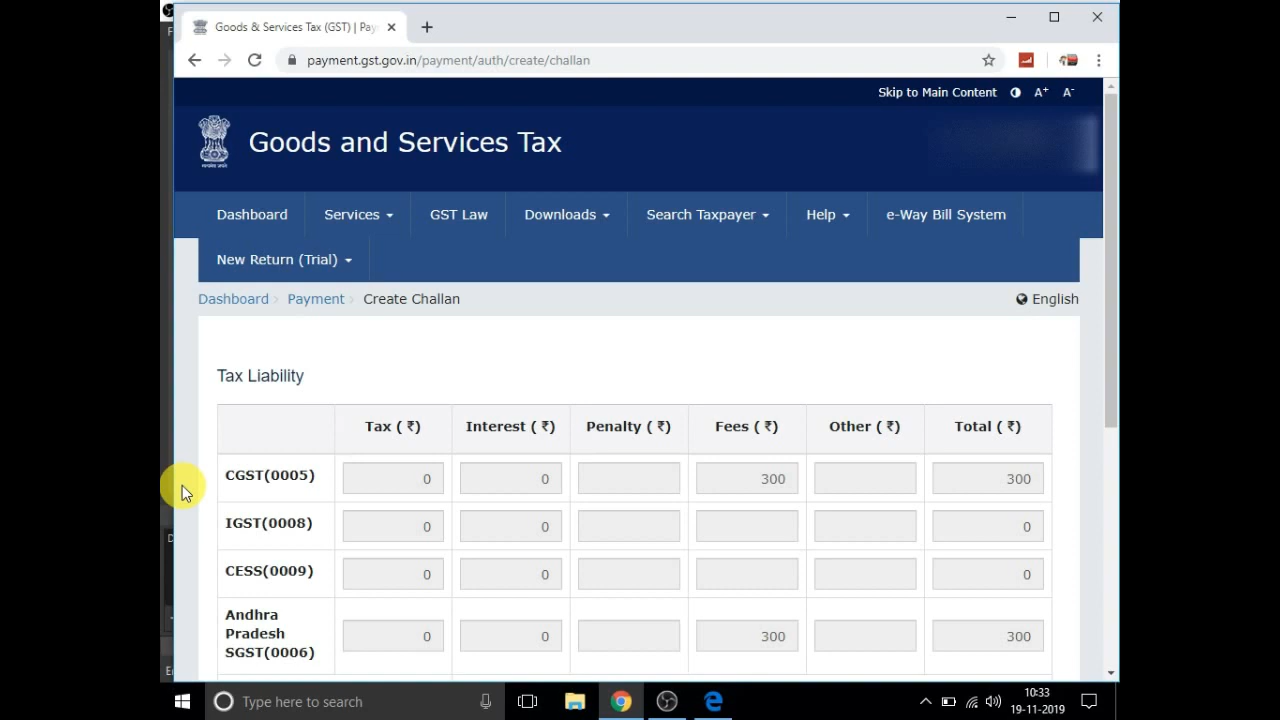 Goods & Services Tax (GST) | Pay
payment.gst.gov.in/payment/auth/create/challan
Skip to Main Content A+ A-
सत्यमेव जयते
Goods and Services Tax
Dashboard Services GST Law Downloads Search Taxpayer Help e-Way Bill System
New Return (Trial)
Dashboard > Payment > Create Challan English
Tax Liability
Tax ( ₹) Interest ( ₹) Penalty ( ₹) Fees ( ₹) Other ( ₹) Total ( ₹)
CGST(0005) 0 0 300 300
IGST(0008) 0 0 0
CESS(0009) 0 0 0
Andhra
Pradesh
SGST(0006) 0 0 300 300
Type here to search
10:33
19-11-2019